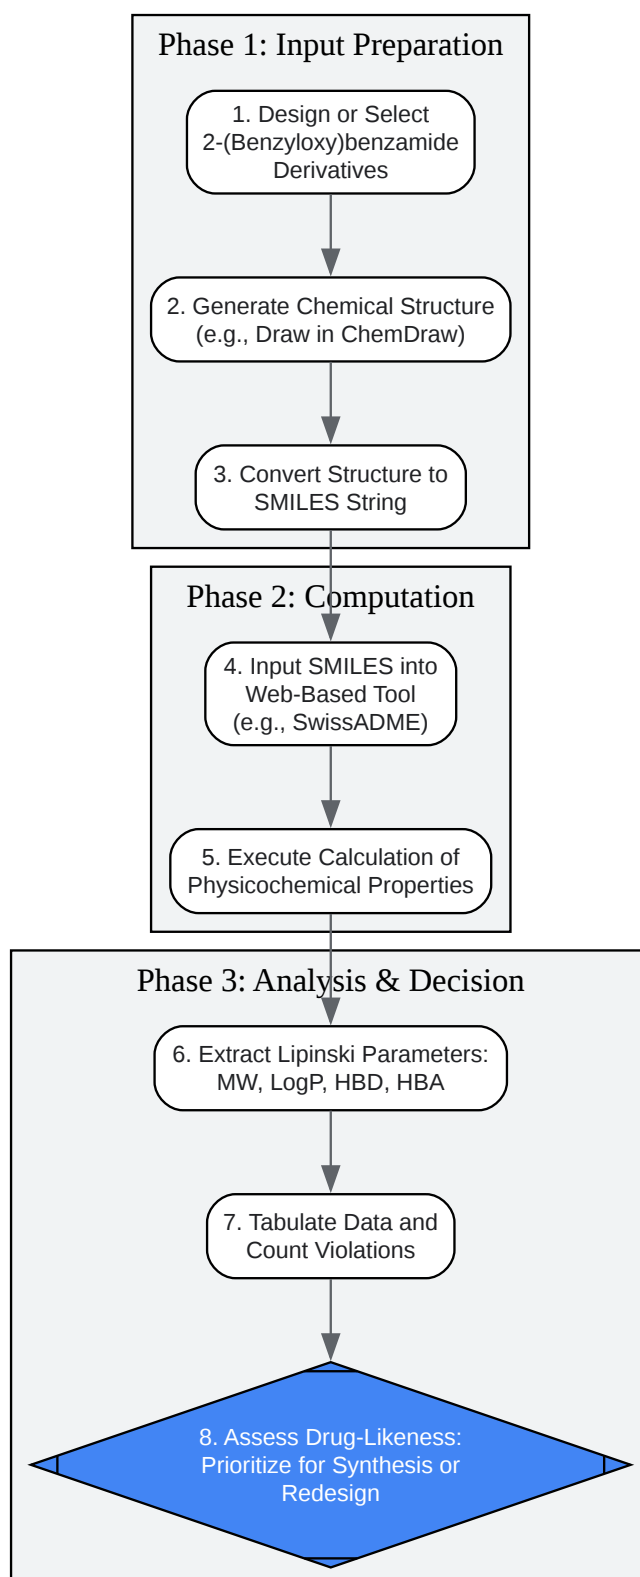 Phase 1: Input Preparation
1. Design or Select
2-(Benzyloxy)benzamide
Derivatives
2. Generate Chemical Structure
(e.g., Draw in ChemDraw)
3. Convert Structure to
SMILES String
Phase 2: Computation
4. Input SMILES into
Web-Based Tool
(e.g., SwissADME)
5. Execute Calculation of
Physicochemical Properties
Phase 3: Analysis & Decision
6. Extract Lipinski Parameters:
MW, LogP, HBD, HBA
7. Tabulate Data and
Count Violations
8. Assess Drug-Likeness:
Prioritize for Synthesis or
Redesign